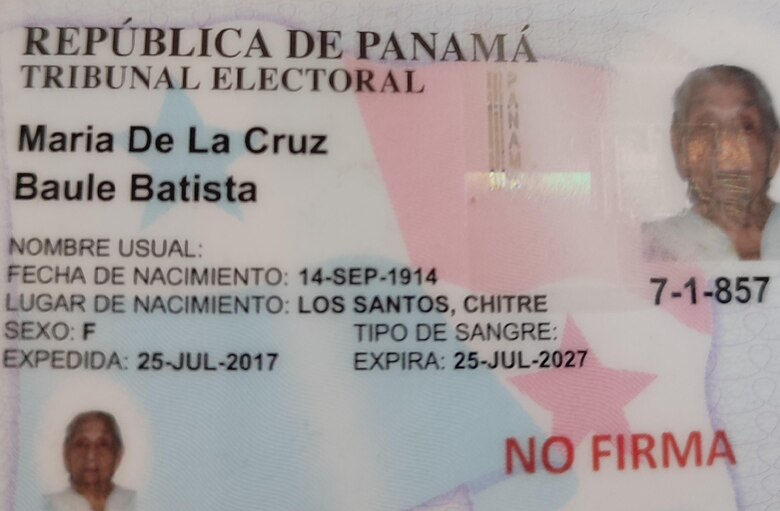 REPÚBLICA DE PANAMÁ
TRIBUNAL ELECTORAL
PANAMÁ
Maria De La Cruz
Baule Batista
NOMBRE USUAL:
FECHA DE NACIMIENTO: 14-SEP-1914
LUGAR DE NACIMIENTO: LOS SANTOS, CHITRE
7-1-857
SEXO: F TIPO DE SANGRE:
EXPEDIDA: 25-JUL-2017 EXPIRA: 25-JUL-2027
NO FIRMA